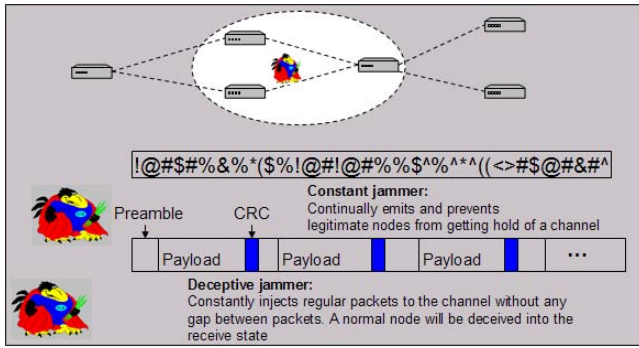 !@#$#%&%*($%!@#!@#%%$^%^*^((<>#$@#&#^
Constant jammer:
Continually emits and prevents
legitimate nodes from getting hold of a channel
Preamble
CRC
Payload
Payload
Payload
...
Deceptive jammer:
Constantly injects regular packets to the channel without any
gap between packets. A normal node will be deceived into the
receive state